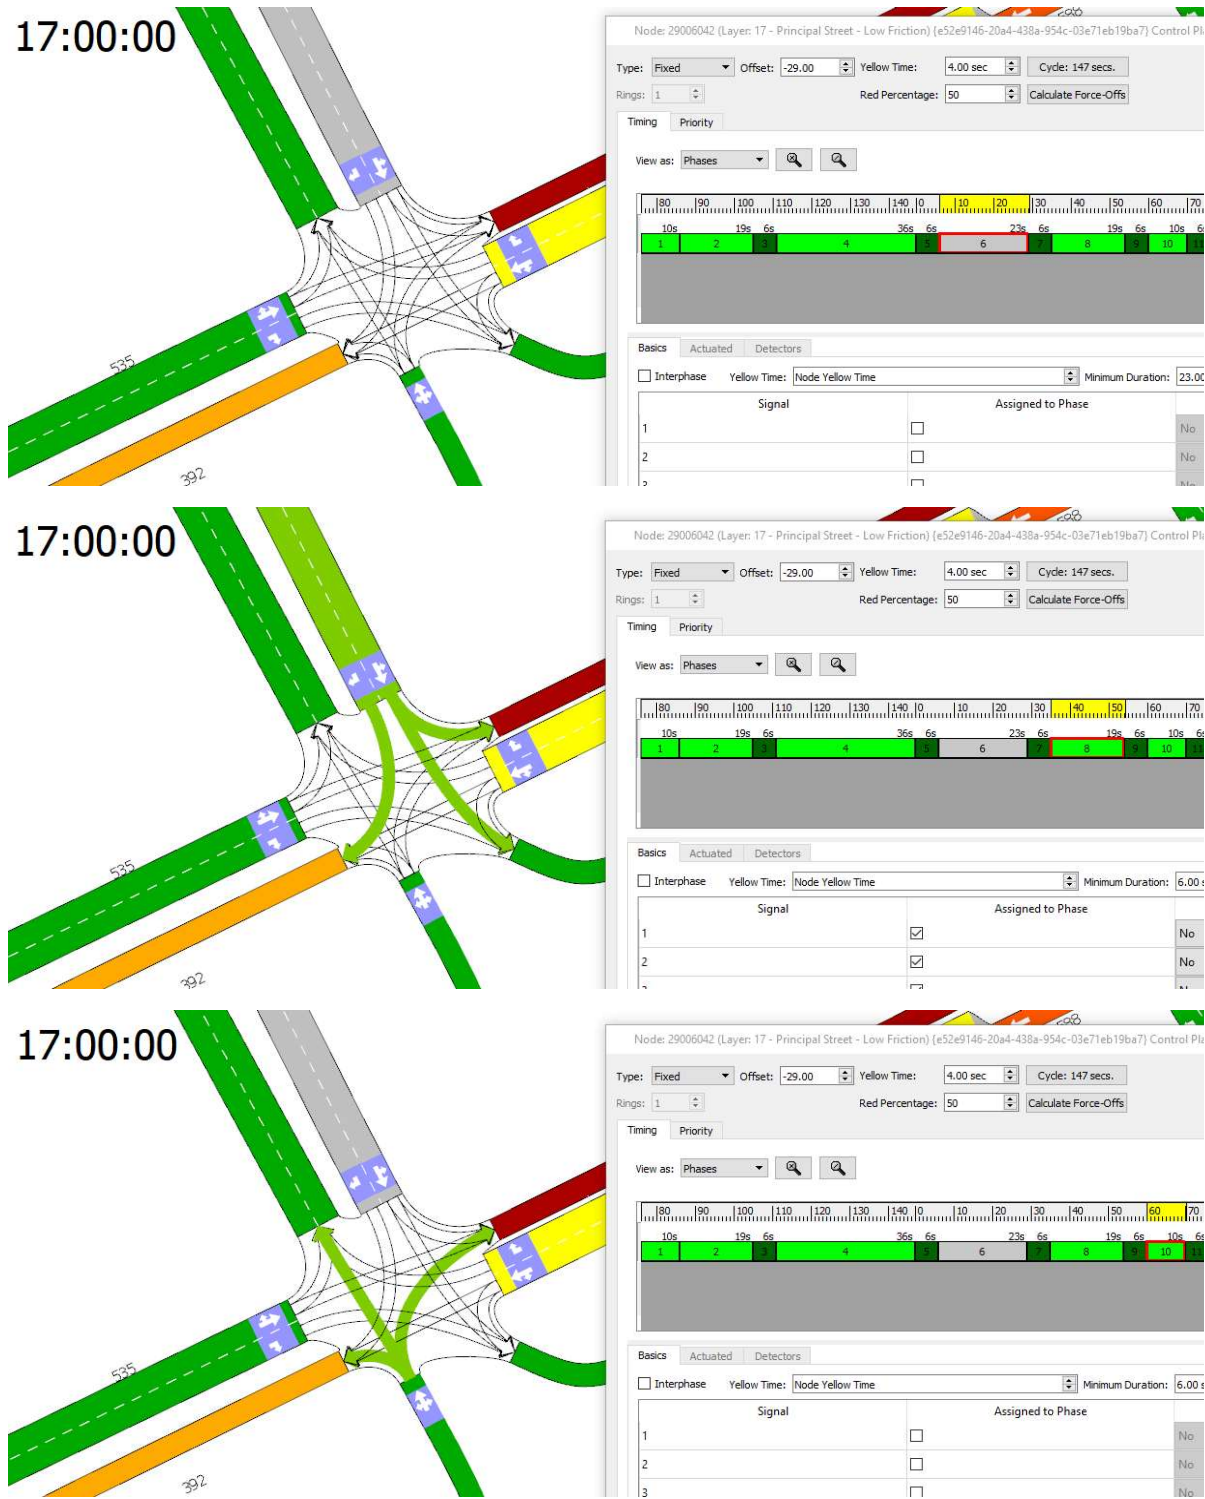 17:00:00
598
Node: 29006042 (Layer: 17 - Principal Street - Low Friction) {e52e9146-20a4-438a-954c-03e71eb19ba7} Control Pl
Type: Fixed Offset: -29.00 Yellow Time: 4.00 sec Cycle: 147 secs.
Rings: 1 Red Percentage: 50 Calculate Force-Offs
Timing Priority
View as: Phases
80 90 100 110 120 130 140 0 10 20 30 40 50 60 70
10s 19s 6s 36s 6s 23s 6s 19s 6s 10s 6s
1 2 3 4 5 6 7 8 9 10 11
Basics Actuated Detectors
Interphase Yellow Time: Node Yellow Time Minimum Duration: 23.00
Signal Assigned to Phase
1 No
2 No
535
392
17:00:00
598
Node: 29006042 (Layer: 17 - Principal Street - Low Friction) {e52e9146-20a4-438a-954c-03e71eb19ba7} Control Pl
Type: Fixed Offset: -29.00 Yellow Time: 4.00 sec Cycle: 147 secs.
Rings: 1 Red Percentage: 50 Calculate Force-Offs
Timing Priority
View as: Phases
80 90 100 110 120 130 140 0 10 20 30 40 50 60 70
10s 19s 6s 36s 6s 23s 6s 19s 6s 10s 6s
1 2 3 4 5 6 7 8 9 10 11
Basics Actuated Detectors
Interphase Yellow Time: Node Yellow Time Minimum Duration: 6.00 s
Signal Assigned to Phase
1 No
2 No
535
392
17:00:00
598
Node: 29006042 (Layer: 17 - Principal Street - Low Friction) {e52e9146-20a4-438a-954c-03e71eb19ba7} Control Pl
Type: Fixed Offset: -29.00 Yellow Time: 4.00 sec Cycle: 147 secs.
Rings: 1 Red Percentage: 50 Calculate Force-Offs
Timing Priority
View as: Phases
80 90 100 110 120 130 140 0 10 20 30 40 50 60 70
10s 19s 6s 36s 6s 23s 6s 19s 6s 10s 6s
1 2 3 4 5 6 7 8 9 10 11
Basics Actuated Detectors
Interphase Yellow Time: Node Yellow Time Minimum Duration: 6.00 s
Signal Assigned to Phase
1 No
2 No
3 No
535
392